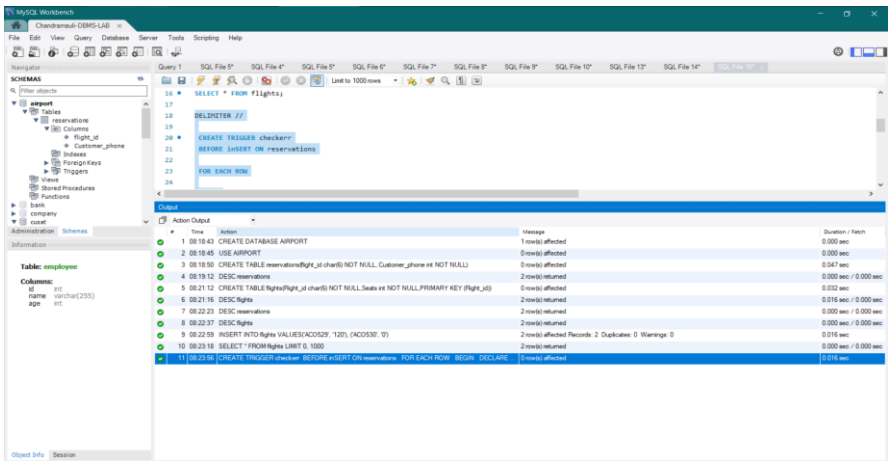 MySQL Workbench
Chandramauli-DBMS-LAB ×
File Edit View Query Database Server Tools Scripting Help
Navigator
SCHEMAS
Filter objects
airport
Tables
reservations
Columns
flight_id
Customer_phone
Indexes
Foreign Keys
Triggers
Views
Stored Procedures
Functions
bank
company
cusat
Administration Schemas
Information
Table: employee
Columns:
id int
name varchar(255)
age int
Object Info Session
Query 1 SQL File 5* SQL File 4* SQL File 5* SQL File 6* SQL File 7* SQL File 8* SQL File 9* SQL File 10* SQL File 13* SQL File 14*
Limit to 1000 rows
16 SELECT * FROM flights;
17
18 DELIMITER //
19
20 CREATE TRIGGER checkerr
21 BEFORE inSERT ON reservations
22
23 FOR EACH ROW
24
Output
Action Output
# Time Action Message Duration / Fetch
1 08:18:43 CREATE DATABASE AIRPORT 1 row(s) affected 0.000 sec
2 08:18:45 USE AIRPORT 0 row(s) affected 0.000 sec
3 08:18:50 CREATE TABLE reservations(flight_id char(6) NOT NULL, Customer_phone int NOT NULL) 0 row(s) affected 0.047 sec
4 08:19:12 DESC reservations 2 row(s) returned 0.000 sec / 0.000 sec
5 08:21:12 CREATE TABLE flights(Flight_id char(6) NOT NULL,Seats int NOT NULL,PRIMARY KEY (Flight_id)) 0 row(s) affected 0.032 sec
6 08:21:16 DESC flights 2 row(s) returned 0.016 sec / 0.000 sec
7 08:22:23 DESC reservations 2 row(s) returned 0.000 sec / 0.000 sec
8 08:22:37 DESC flights 2 row(s) returned 0.000 sec / 0.000 sec
9 08:22:59 INSERT INTO flights VALUES('ACO529', '120'), ('ACO530', '0') 2 row(s) affected Records: 2 Duplicates: 0 Warnings: 0 0.016 sec
10 08:23:18 SELECT * FROM flights LIMIT 0, 1000 2 row(s) returned 0.000 sec / 0.000 sec
11 08:23:56 CREATE TRIGGER checkerr BEFORE inSERT ON reservations FOR EACH ROW BEGIN DECLARE... 0 row(s) affected 0.016 sec